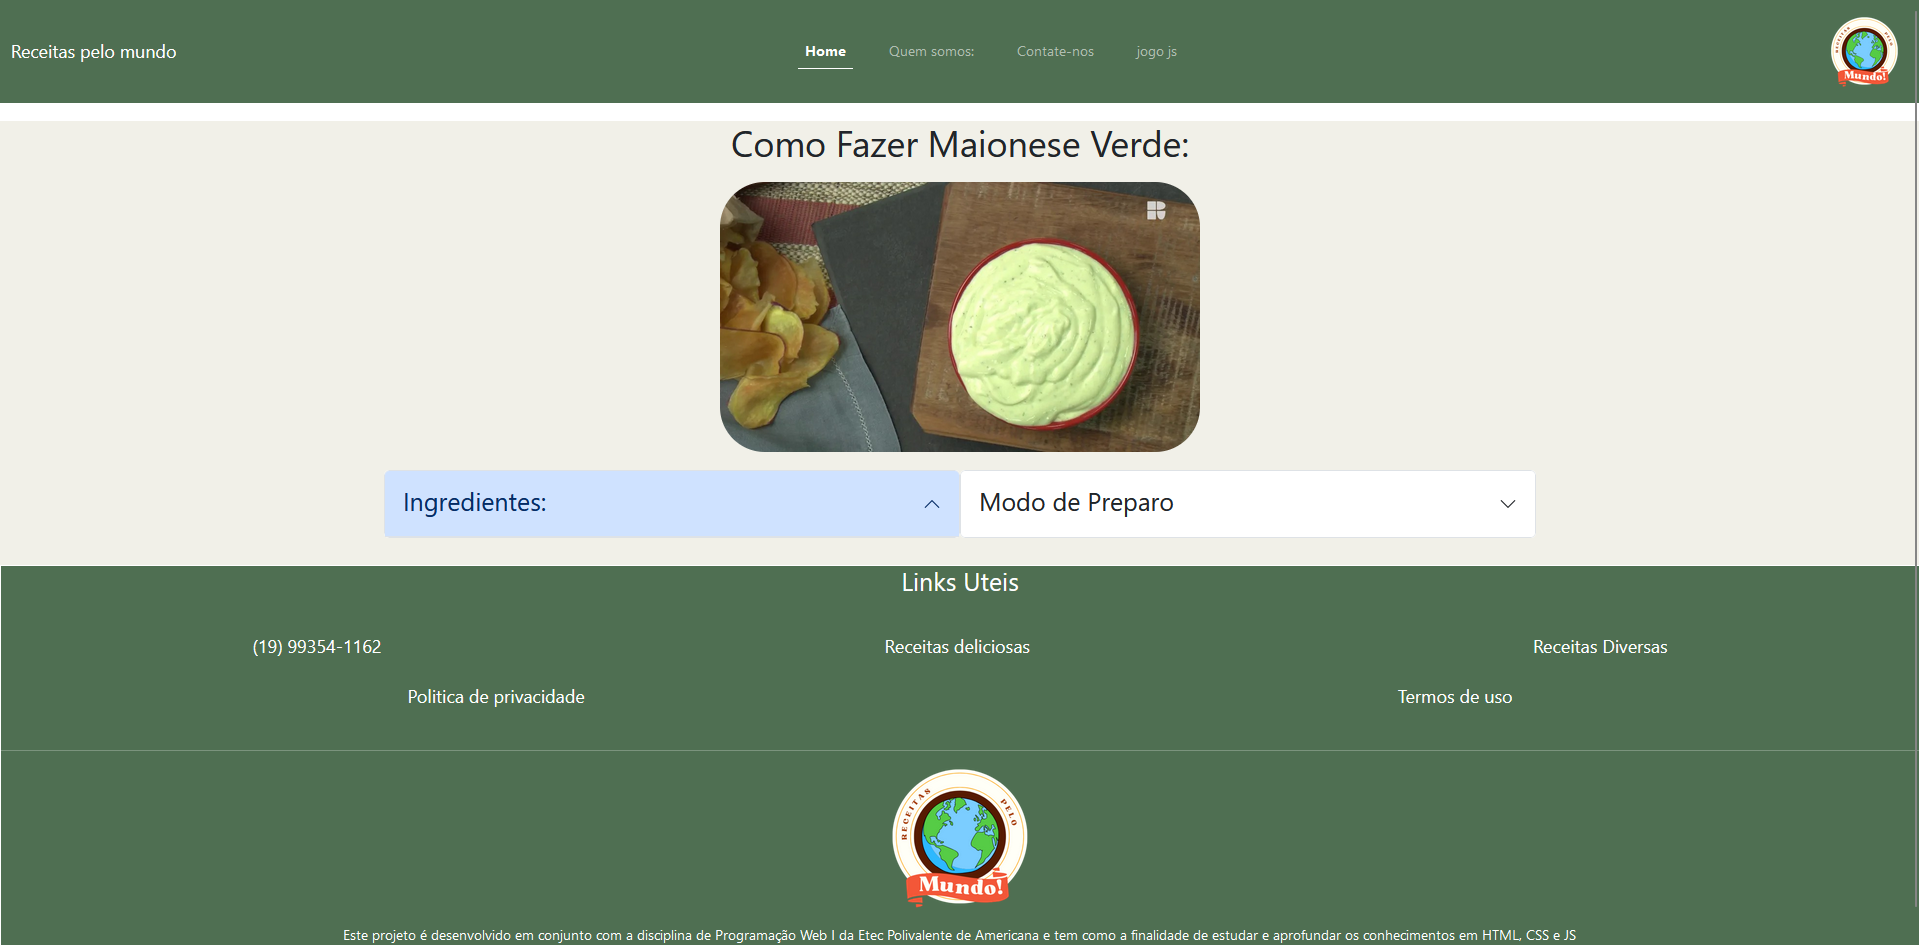 Receitas pelo mundo
Home
Quem somos:
Contate-nos
jogo js
RECEITAS PELO
Mundo!
Como Fazer Maionese Verde:
Ingredientes:
Modo de Preparo
Links Uteis
(19) 99354-1162
Receitas deliciosas
Receitas Diversas
Politica de privacidade
Termos de uso
RECEITAS PELO
Mundo!
Este projeto é desenvolvido em conjunto com a disciplina de Programação Web I da Etec Polivalente de Americana e tem como a finalidade de estudar e aprofundar os conhecimentos em HTML, CSS e JS